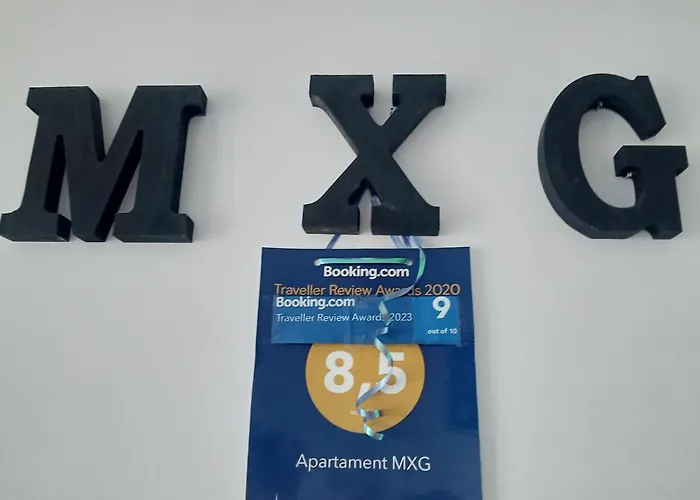 M X G
Booking.com
Traveller Review Awards 2020
Booking.com
Traveller Review Awards 2023
9
out of 10
8,5
Apartament MXG